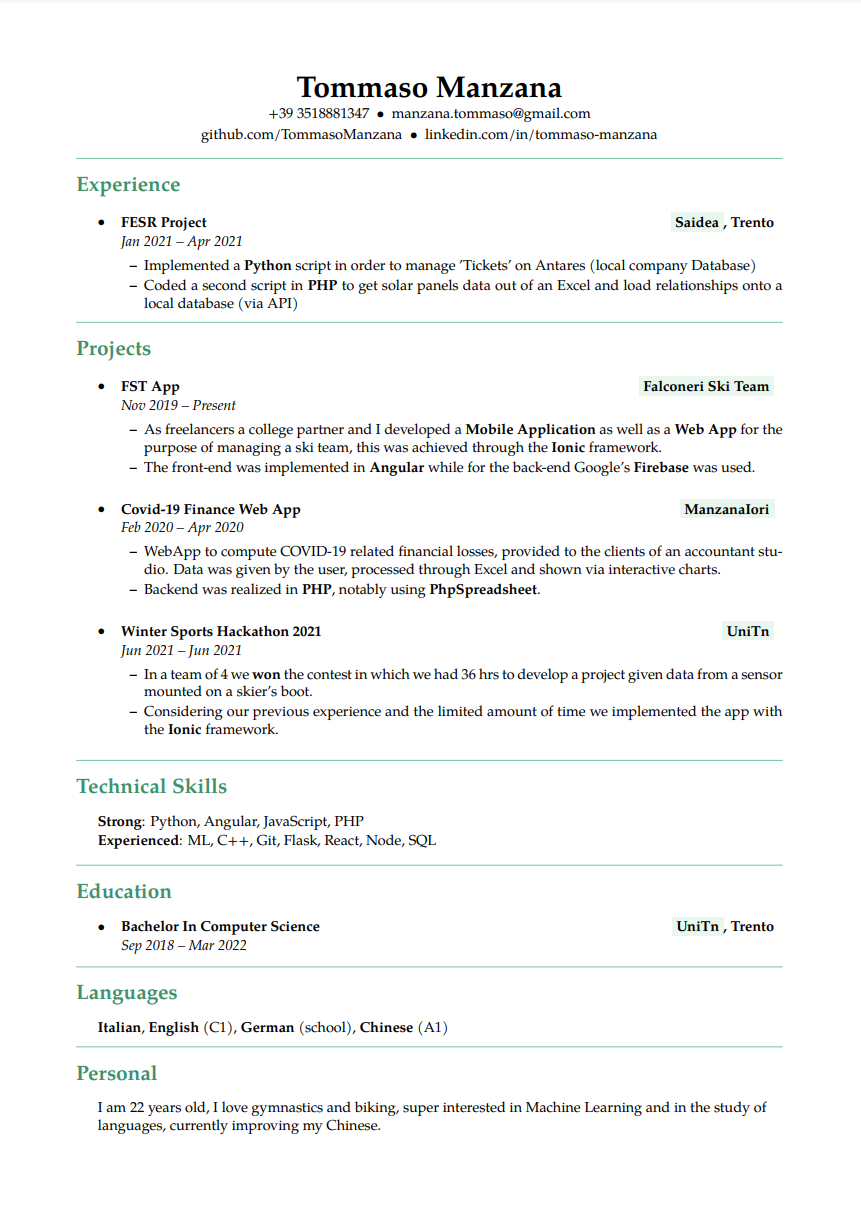 Tommaso Manzana
+39 3518881347 • manzana.tommaso@gmail.com
github.com/TommasoManzana • linkedin.com/in/tommaso-manzana
Experience
• FESR Project Saidea , Trento
Jan 2021 – Apr 2021
– Implemented a Python script in order to manage ’Tickets’ on Antares (local company Database)
– Coded a second script in PHP to get solar panels data out of an Excel and load relationships onto a
local database (via API)
Projects
• FST App Falconeri Ski Team
Nov 2019 – Present
– As freelancers a college partner and I developed a Mobile Application as well as a Web App for the
purpose of managing a ski team, this was achieved through the Ionic framework.
– The front-end was implemented in Angular while for the back-end Google’s Firebase was used.
• Covid-19 Finance Web App ManzanaIori
Feb 2020 – Apr 2020
– WebApp to compute COVID-19 related financial losses, provided to the clients of an accountant stu-
dio. Data was given by the user, processed through Excel and shown via interactive charts.
– Backend was realized in PHP, notably using PhpSpreadsheet.
• Winter Sports Hackathon 2021 UniTn
Jun 2021 – Jun 2021
– In a team of 4 we won the contest in which we had 36 hrs to develop a project given data from a sensor
mounted on a skier’s boot.
– Considering our previous experience and the limited amount of time we implemented the app with
the Ionic framework.
Technical Skills
Strong: Python, Angular, JavaScript, PHP
Experienced: ML, C++, Git, Flask, React, Node, SQL
Education
• Bachelor In Computer Science UniTn , Trento
Sep 2018 – Mar 2022
Languages
Italian, English (C1), German (school), Chinese (A1)
Personal
I am 22 years old, I love gymnastics and biking, super interested in Machine Learning and in the study of
languages, currently improving my Chinese.